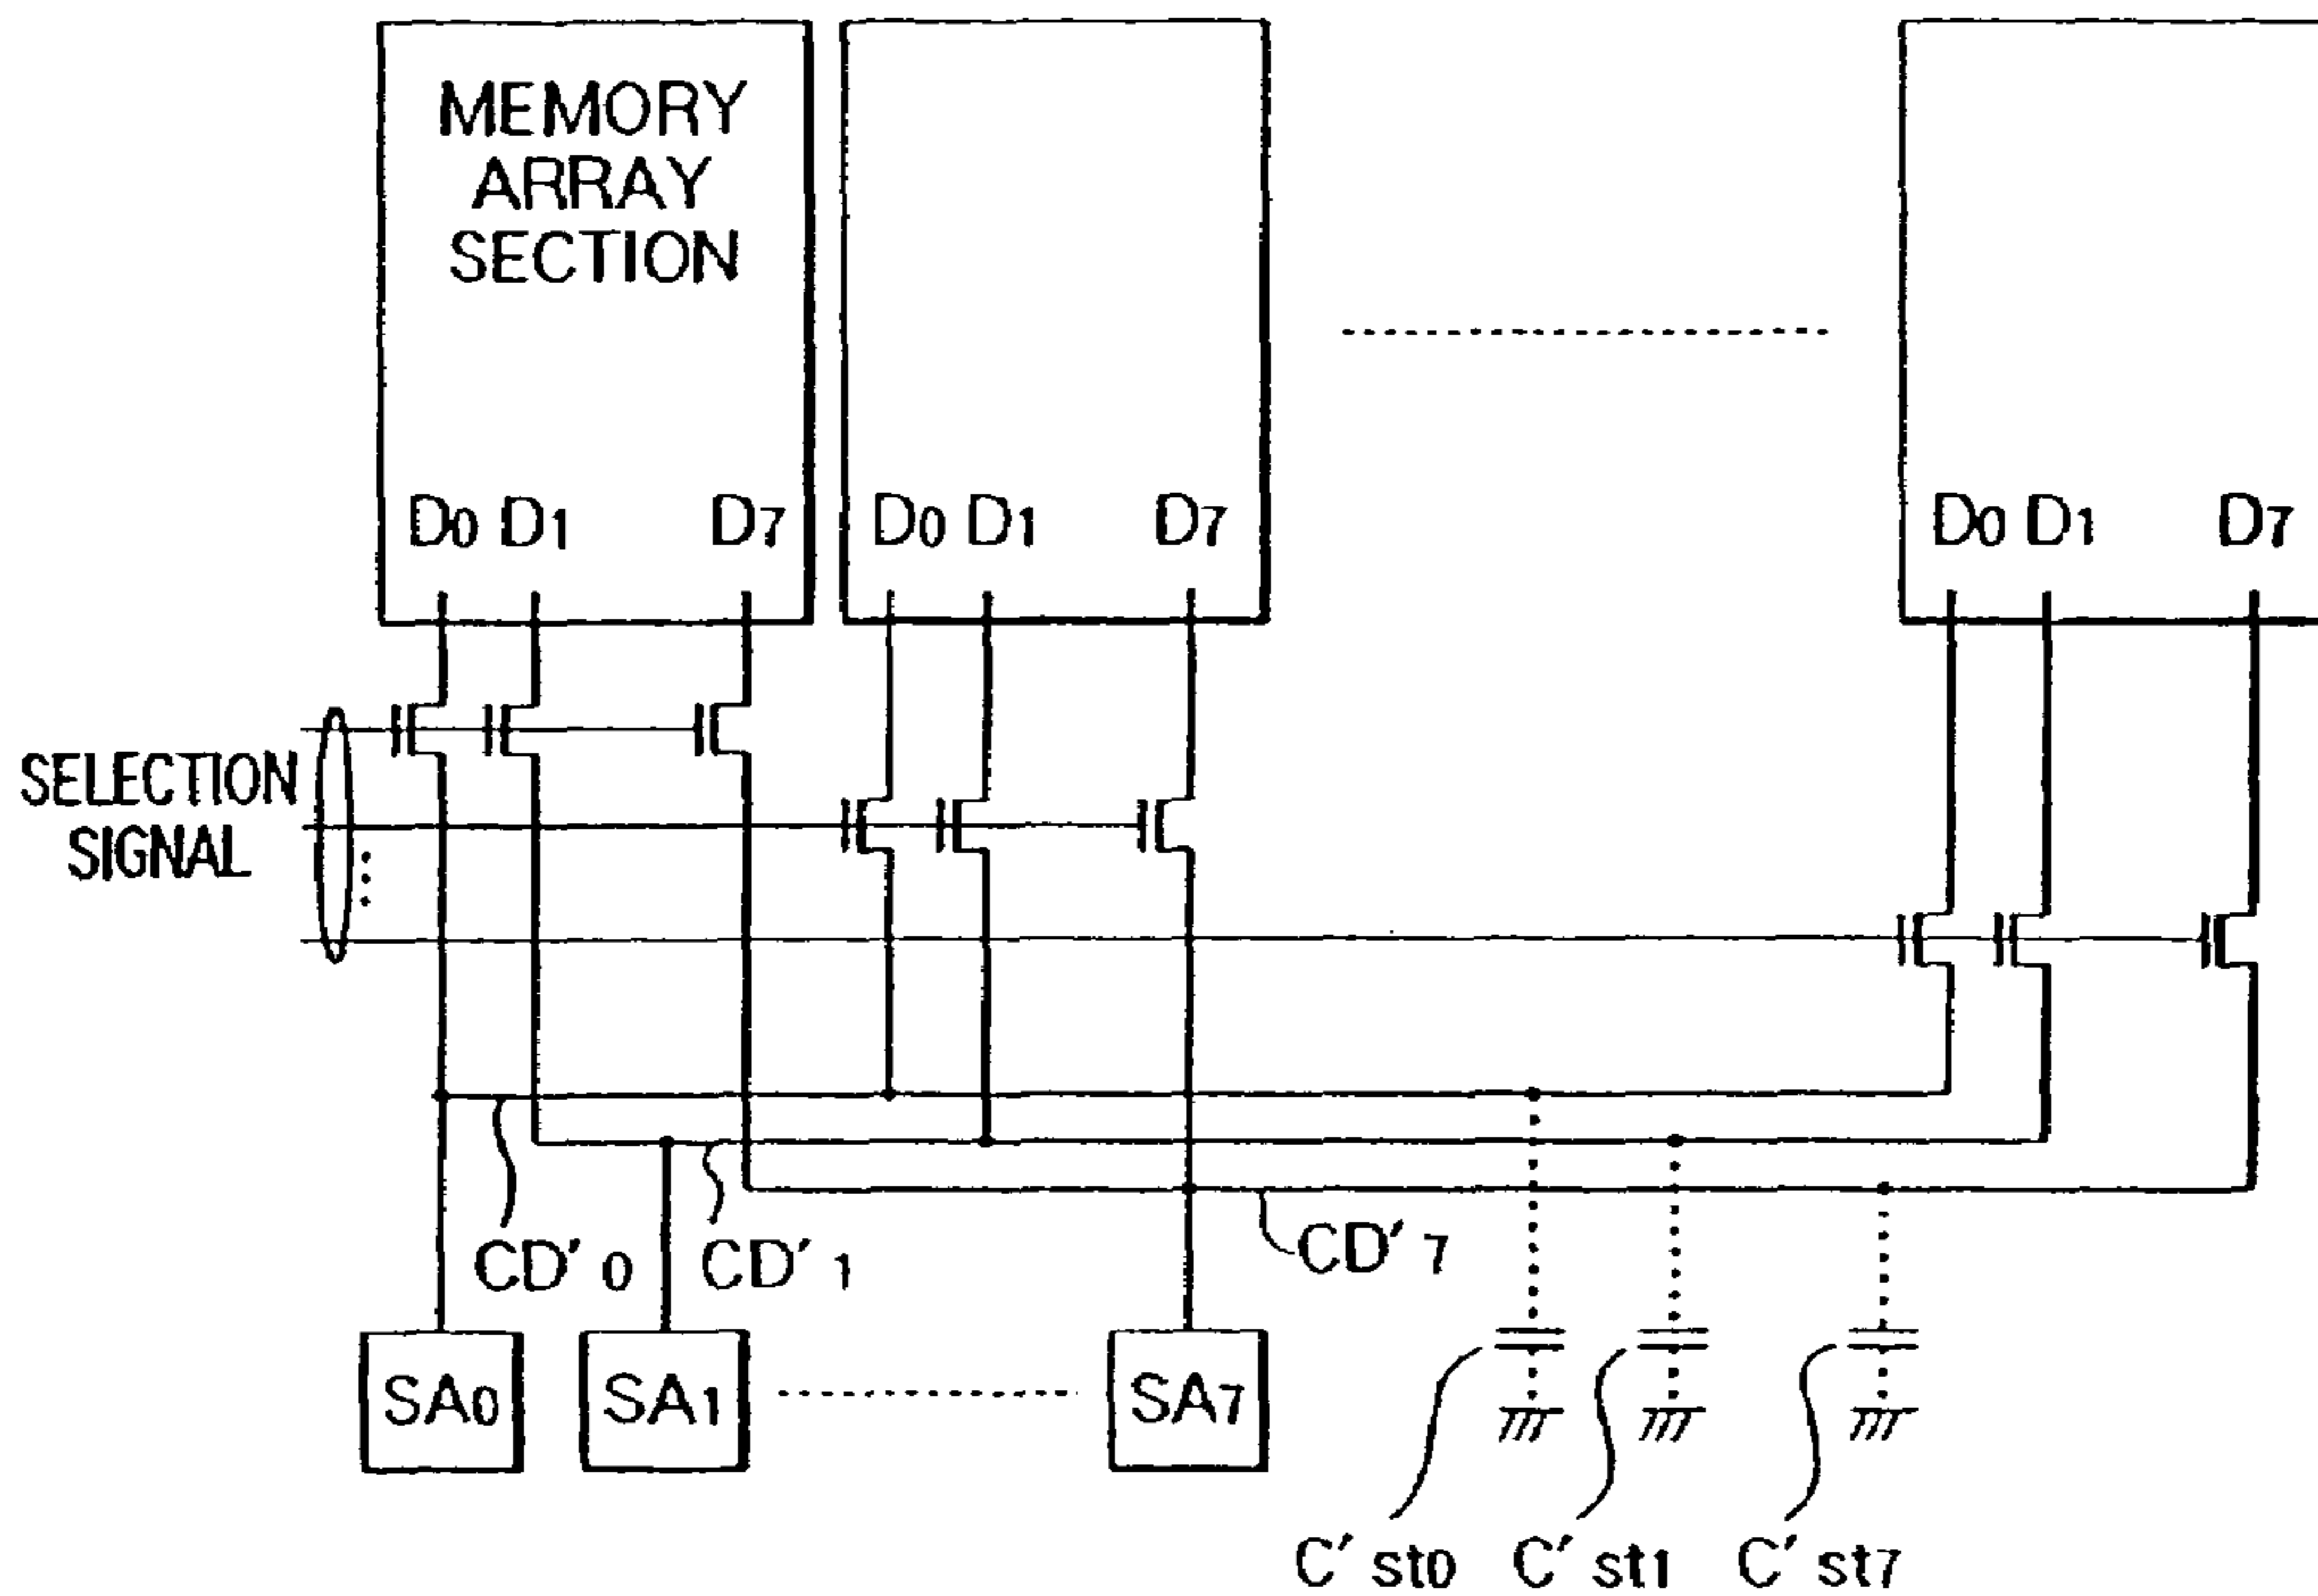 MEMORY
ARRAY
SECTION
D0 D1 D7
D0 D1 D7
D0 D1 D7
SELECTION
SIGNAL
CD'0
CD'1
CD'7
SA0
SA1
SA7
C'st0
C'st1
C'st7